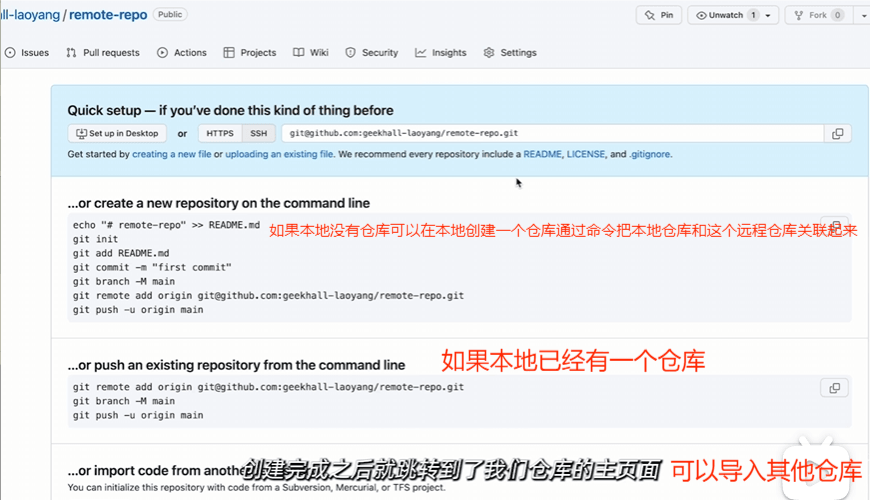 all-laoyang / remote-repo Public
Pin
Unwatch 1
Fork 0
Issues
Pull requests
Actions
Projects
Wiki
Security
Insights
Settings
Quick setup — if you've done this kind of thing before
Set up in Desktop or HTTPS SSH git@github.com:geekhall-laoyang/remote-repo.git
Get started by creating a new file or uploading an existing file. We recommend every repository include a README, LICENSE, and .gitignore.
...or create a new repository on the command line
echo "# remote-repo" >> README.md
如果本地没有仓库可以在本地创建一个仓库通过命令把本地仓库和这个远程仓库关联起来
git init
git add README.md
git commit -m "first commit"
git branch -M main
git remote add origin git@github.com:geekhall-laoyang/remote-repo.git
git push -u origin main
...or push an existing repository from the command line
如果本地已经有一个仓库
git remote add origin git@github.com:geekhall-laoyang/remote-repo.git
git branch -M main
git push -u origin main
...or import code from anothe
创建完成之后就跳转到了我们仓库的主页面
可以导入其他仓库
You can initialize this repository with code from a Subversion, Mercurial, or TFS project.